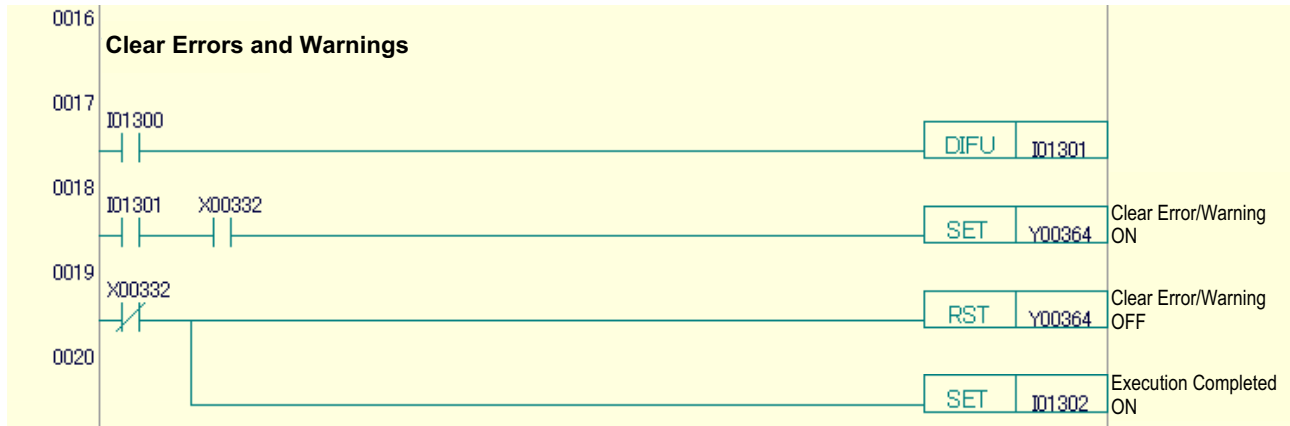 0016
Clear Errors and Warnings
0017
I01300
DIFU I01301
0018
I01301 X00332
SET Y00364
Clear Error/Warning
ON
0019
X00332
RST Y00364
Clear Error/Warning
OFF
0020
SET I01302
Execution Completed
ON